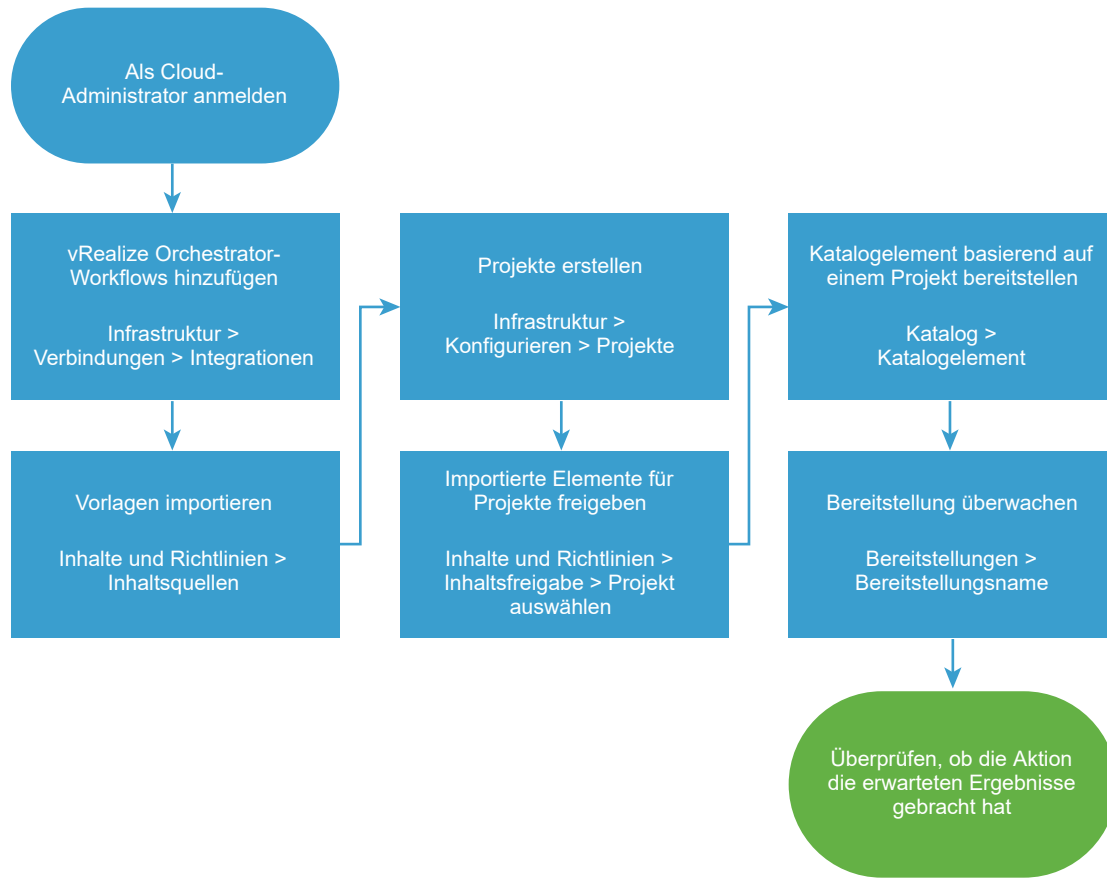 Als Cloud-
Administrator anmelden
vRealize Orchestrator-
Workflows hinzufügen
Infrastruktur >
Verbindungen > Integrationen
Vorlagen importieren
Inhalte und Richtlinien >
Inhaltsquellen
Projekte erstellen
Infrastruktur >
Konfigurieren > Projekte
Importierte Elemente für
Projekte freigeben
Inhalte und Richtlinien >
Inhaltsfreigabe > Projekt
auswählen
Katalogelement basierend auf
einem Projekt bereitstellen
Katalog >
Katalogelement
Bereitstellung überwachen
Bereitstellungen >
Bereitstellungsname
Überprüfen, ob die Aktion
die erwarteten Ergebnisse
gebracht hat